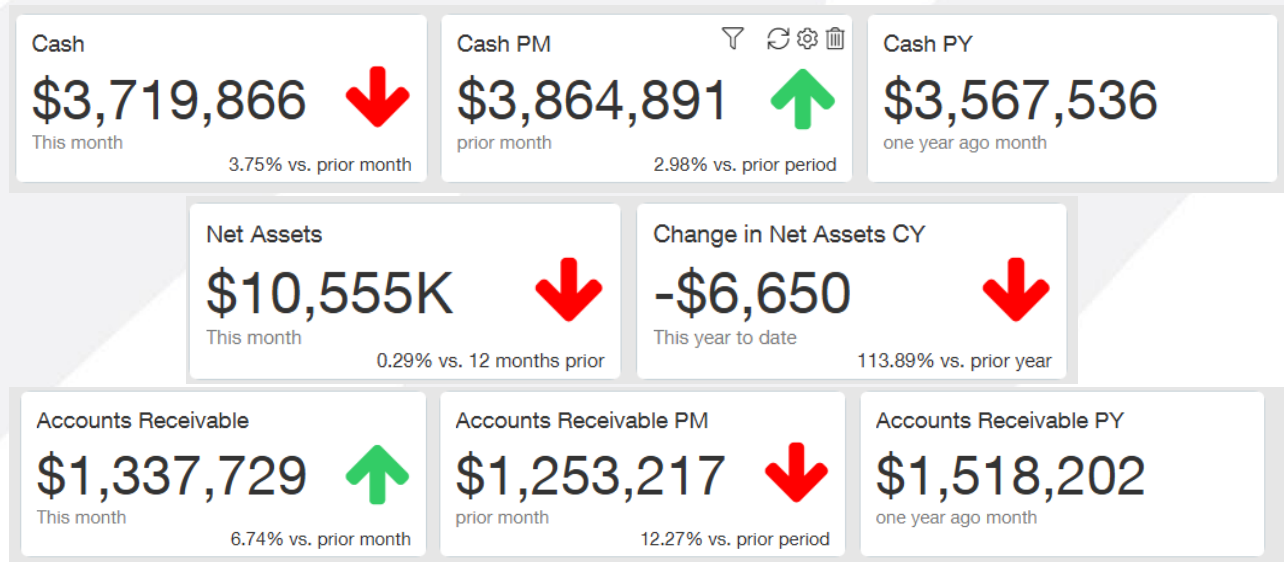 Cash
$3,719,866
This month
3.75% vs. prior month
Cash PM
$3,864,891
prior month
2.98% vs. prior period
Cash PY
$3,567,536
one year ago month
Net Assets
$10,555K
This month
0.29% vs. 12 months prior
Change in Net Assets CY
-$6,650
This year to date
113.89% vs. prior year
Accounts Receivable
$1,337,729
This month
6.74% vs. prior month
Accounts Receivable PM
$1,253,217
prior month
12.27% vs. prior period
Accounts Receivable PY
$1,518,202
one year ago month